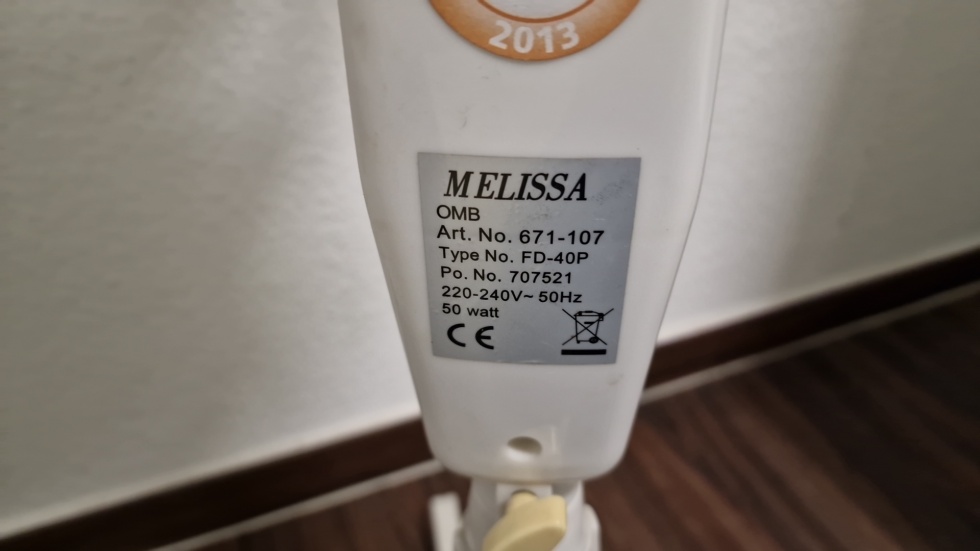 2013
MELISSA
OMB
Art. No. 671-107
Type No. FD-40P
Po. No. 707521
220-240V~ 50Hz
50 watt
CE